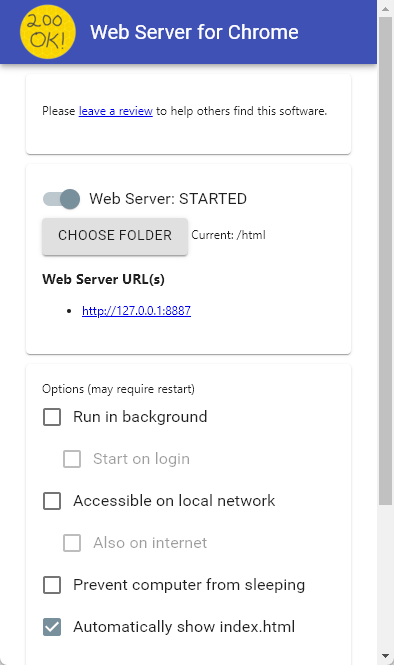 200
OK!
Web Server for Chrome
Please leave a review to help others find this software.
Web Server: STARTED
CHOOSE FOLDER Current: /html
Web Server URL(s)
• http://127.0.0.1:8887
Options (may require restart)
Run in background
Start on login
Accessible on local network
Also on internet
Prevent computer from sleeping
Automatically show index.html